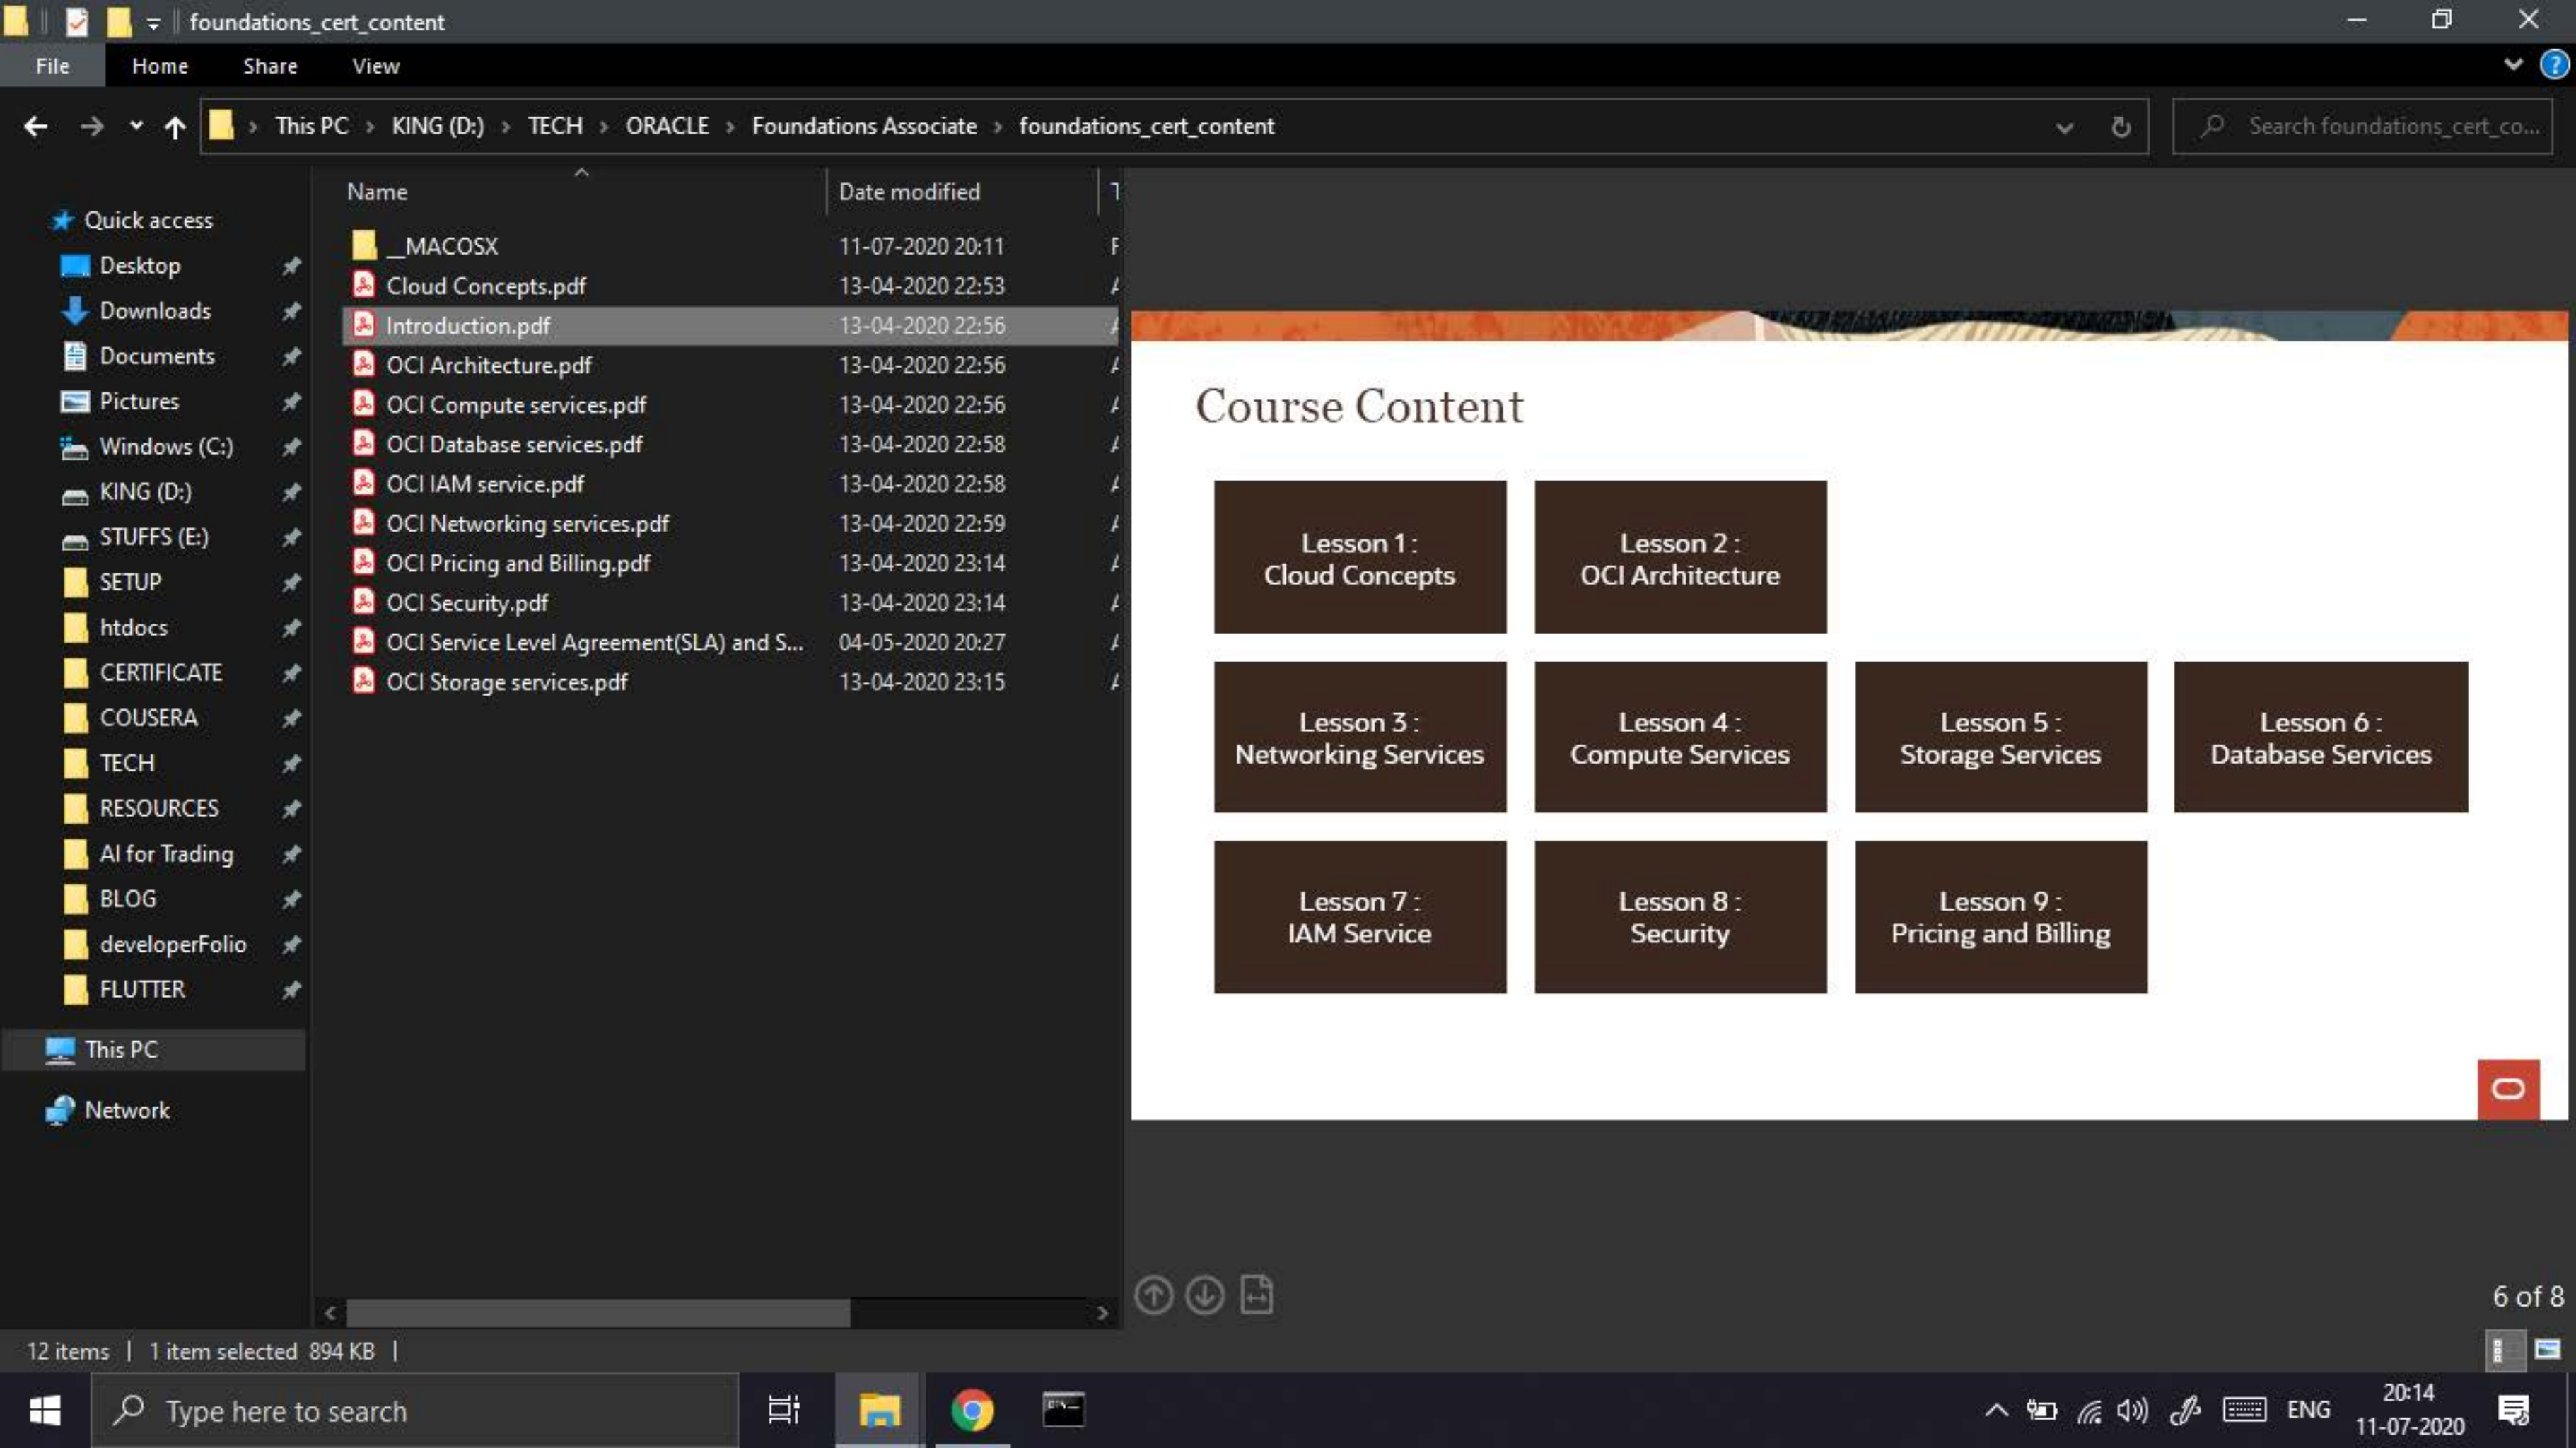 foundations_cert_content
File Home Share View
This PC > KING (D:) > TECH > ORACLE > Foundations Associate > foundations_cert_content
Search foundations_cert_co...
Quick access
Desktop
Downloads
Documents
Pictures
Windows (C:)
KING (D:)
STUFFS (E:)
SETUP
htdocs
CERTIFICATE
COUSERA
TECH
RESOURCES
AI for Trading
BLOG
developerFolio
FLUTTER
This PC
Network
Name Date modified
__MACOSX 11-07-2020 20:11
Cloud Concepts.pdf 13-04-2020 22:53
Introduction.pdf 13-04-2020 22:56
OCI Architecture.pdf 13-04-2020 22:56
OCI Compute services.pdf 13-04-2020 22:56
OCI Database services.pdf 13-04-2020 22:58
OCI IAM service.pdf 13-04-2020 22:58
OCI Networking services.pdf 13-04-2020 22:59
OCI Pricing and Billing.pdf 13-04-2020 23:14
OCI Security.pdf 13-04-2020 23:14
OCI Service Level Agreement(SLA) and S... 04-05-2020 20:27
OCI Storage services.pdf 13-04-2020 23:15
Course Content
Lesson 1 :
Cloud Concepts
Lesson 2 :
OCI Architecture
Lesson 3 :
Networking Services
Lesson 4 :
Compute Services
Lesson 5 :
Storage Services
Lesson 6 :
Database Services
Lesson 7 :
IAM Service
Lesson 8 :
Security
Lesson 9 :
Pricing and Billing
6 of 8
12 items | 1 item selected 894 KB |
Type here to search
ENG
20:14
11-07-2020